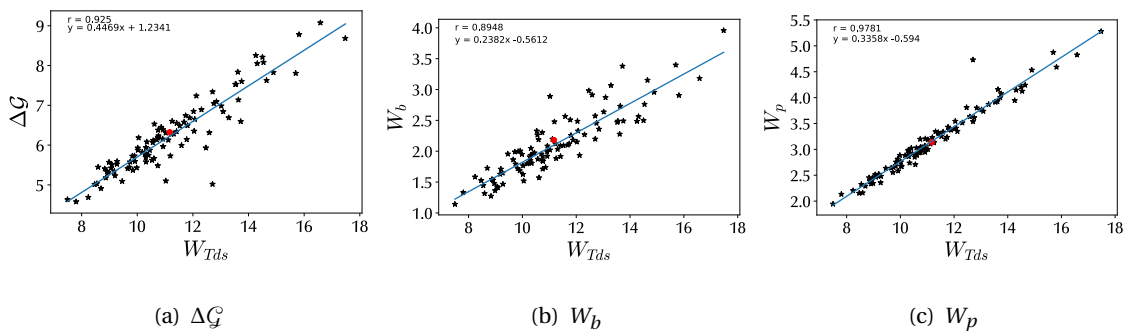 r = 0.925
y = 0.4469x + 1.2341
9
8
7
6
5
ΔG
8 10 12 14 16 18
W_Tds
(a) ΔG
r = 0.8948
y = 0.2382x -0.5612
4.0
3.5
3.0
2.5
2.0
1.5
1.0
W_b
8 10 12 14 16 18
W_Tds
(b) W_b
r = 0.9781
y = 0.3358x -0.594
5.5
5.0
4.5
4.0
3.5
3.0
2.5
2.0
W_p
8 10 12 14 16 18
W_Tds
(c) W_p